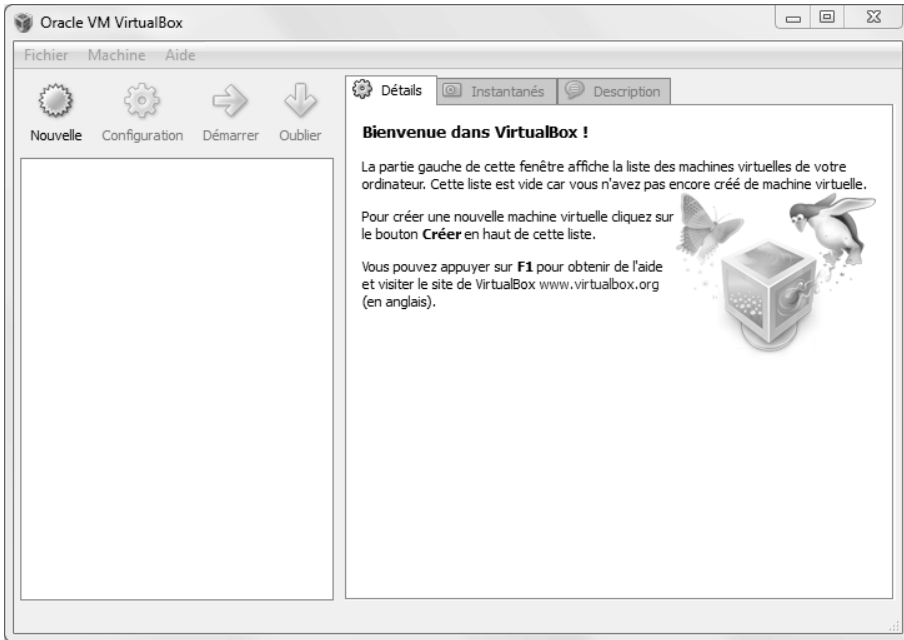 Oracle VM VirtualBox
Fichier Machine Aide
Nouvelle Configuration Démarrer Oublier
Détails Instantanés Description
Bienvenue dans VirtualBox !
La partie gauche de cette fenêtre affiche la liste des machines virtuelles de votre
ordinateur. Cette liste est vide car vous n'avez pas encore créé de machine virtuelle.
Pour créer une nouvelle machine virtuelle cliquez sur
le bouton Créer en haut de cette liste.
Vous pouvez appuyer sur F1 pour obtenir de l'aide
et visiter le site de VirtualBox www.virtualbox.org
(en anglais).